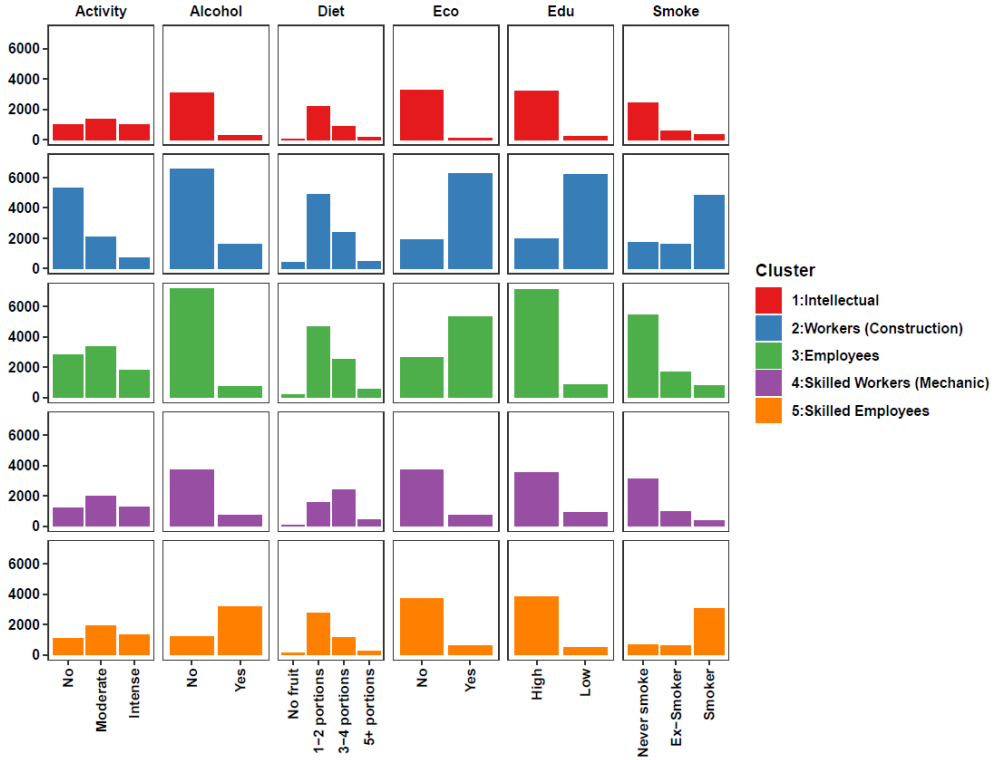 Activity Alcohol Diet Eco Edu Smoke
6000
4000
2000
0
6000
4000
2000
0
6000
4000
2000
0
6000
4000
2000
0
6000
4000
2000
0
No Moderate Intense No Yes No fruit 1−2 portions 3−4 portions 5+ portions No Yes High Low Never smoke Ex−Smoker Smoker
Cluster
1:Intellectual
2:Workers (Construction)
3:Employees
4:Skilled Workers (Mechanic)
5:Skilled Employees